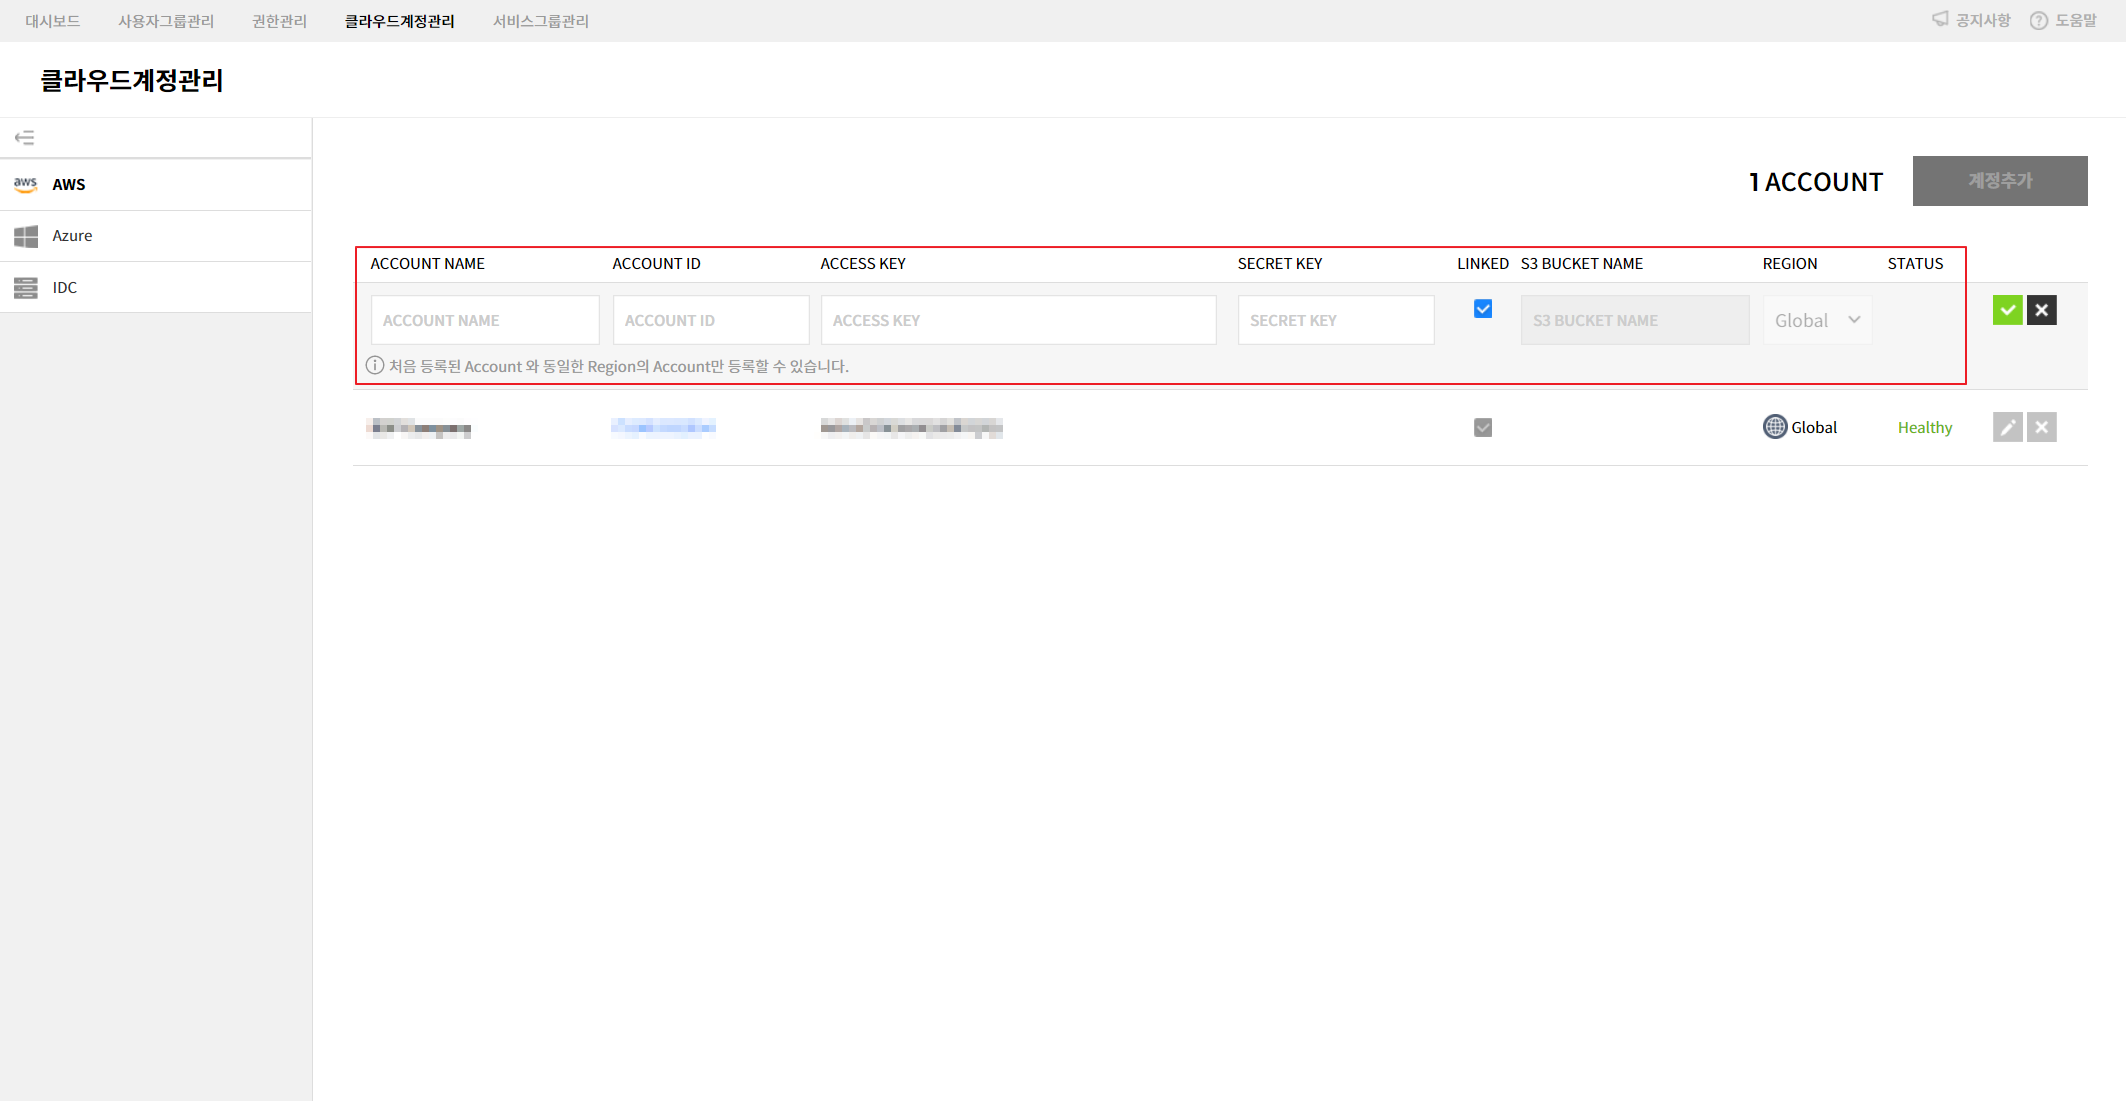 대시보드 사용자그룹관리 권한관리 클라우드계정관리 서비스그룹관리 공지사항 도움말
클라우드계정관리
aws AWS
Azure
IDC
1 ACCOUNT 계정추가
ACCOUNT NAME ACCOUNT ID ACCESS KEY SECRET KEY LINKED S3 BUCKET NAME REGION STATUS
ACCOUNT NAME ACCOUNT ID ACCESS KEY SECRET KEY S3 BUCKET NAME Global
처음 등록된 Account 와 동일한 Region의 Account만 등록할 수 있습니다.
Global Healthy